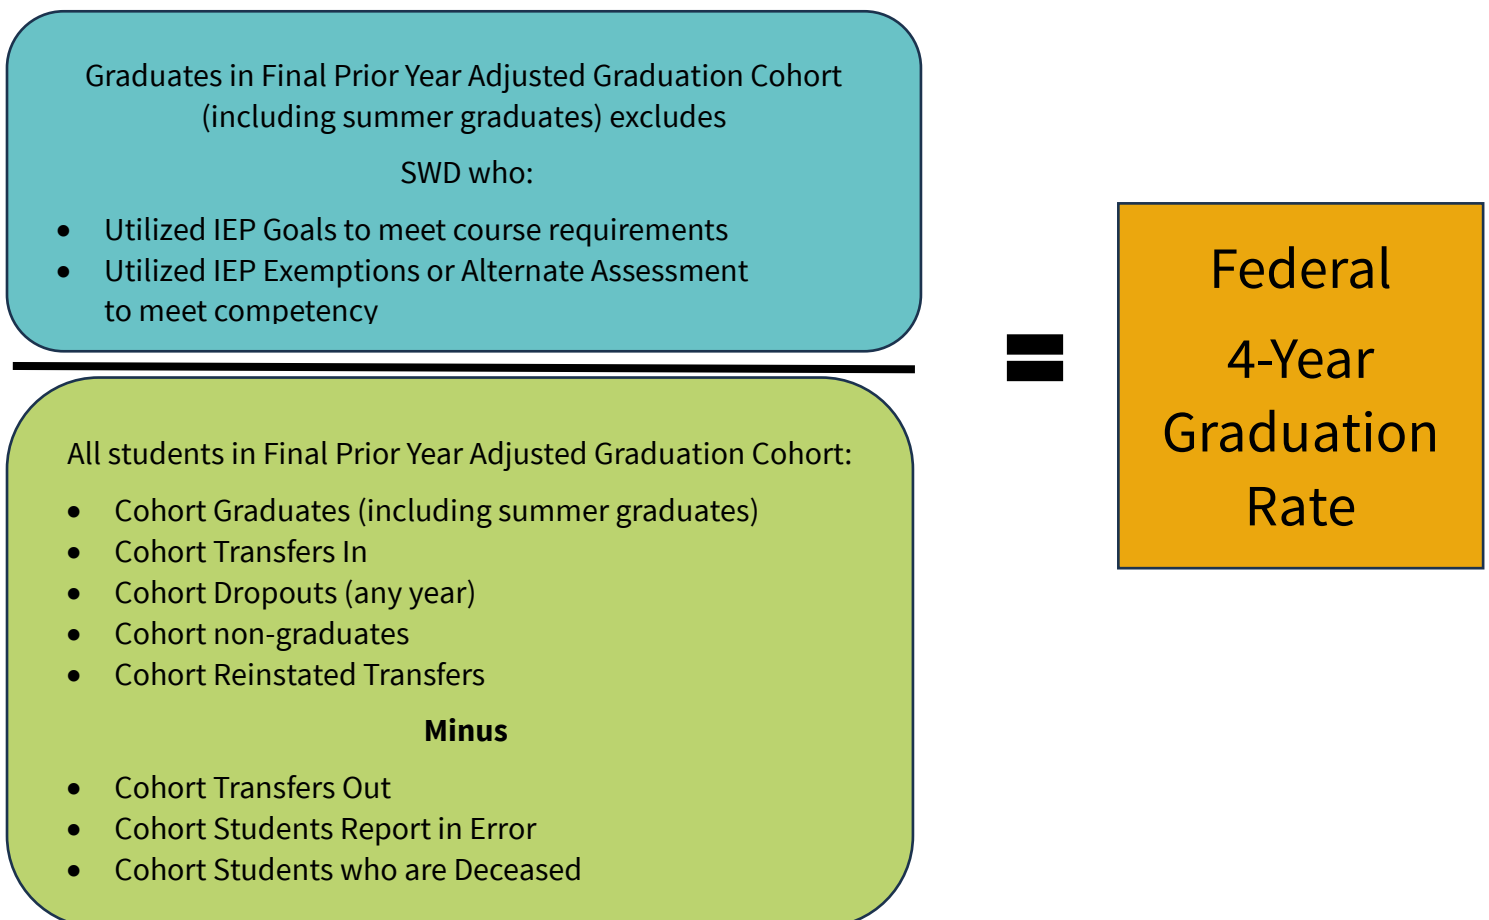 Graduates in Final Prior Year Adjusted Graduation Cohort
(including summer graduates) excludes
SWD who:
• Utilized IEP Goals to meet course requirements
• Utilized IEP Exemptions or Alternate Assessment
to meet competency
All students in Final Prior Year Adjusted Graduation Cohort:
• Cohort Graduates (including summer graduates)
• Cohort Transfers In
• Cohort Dropouts (any year)
• Cohort non-graduates
• Cohort Reinstated Transfers
Minus
• Cohort Transfers Out
• Cohort Students Report in Error
• Cohort Students who are Deceased
=
Federal
4-Year
Graduation
Rate